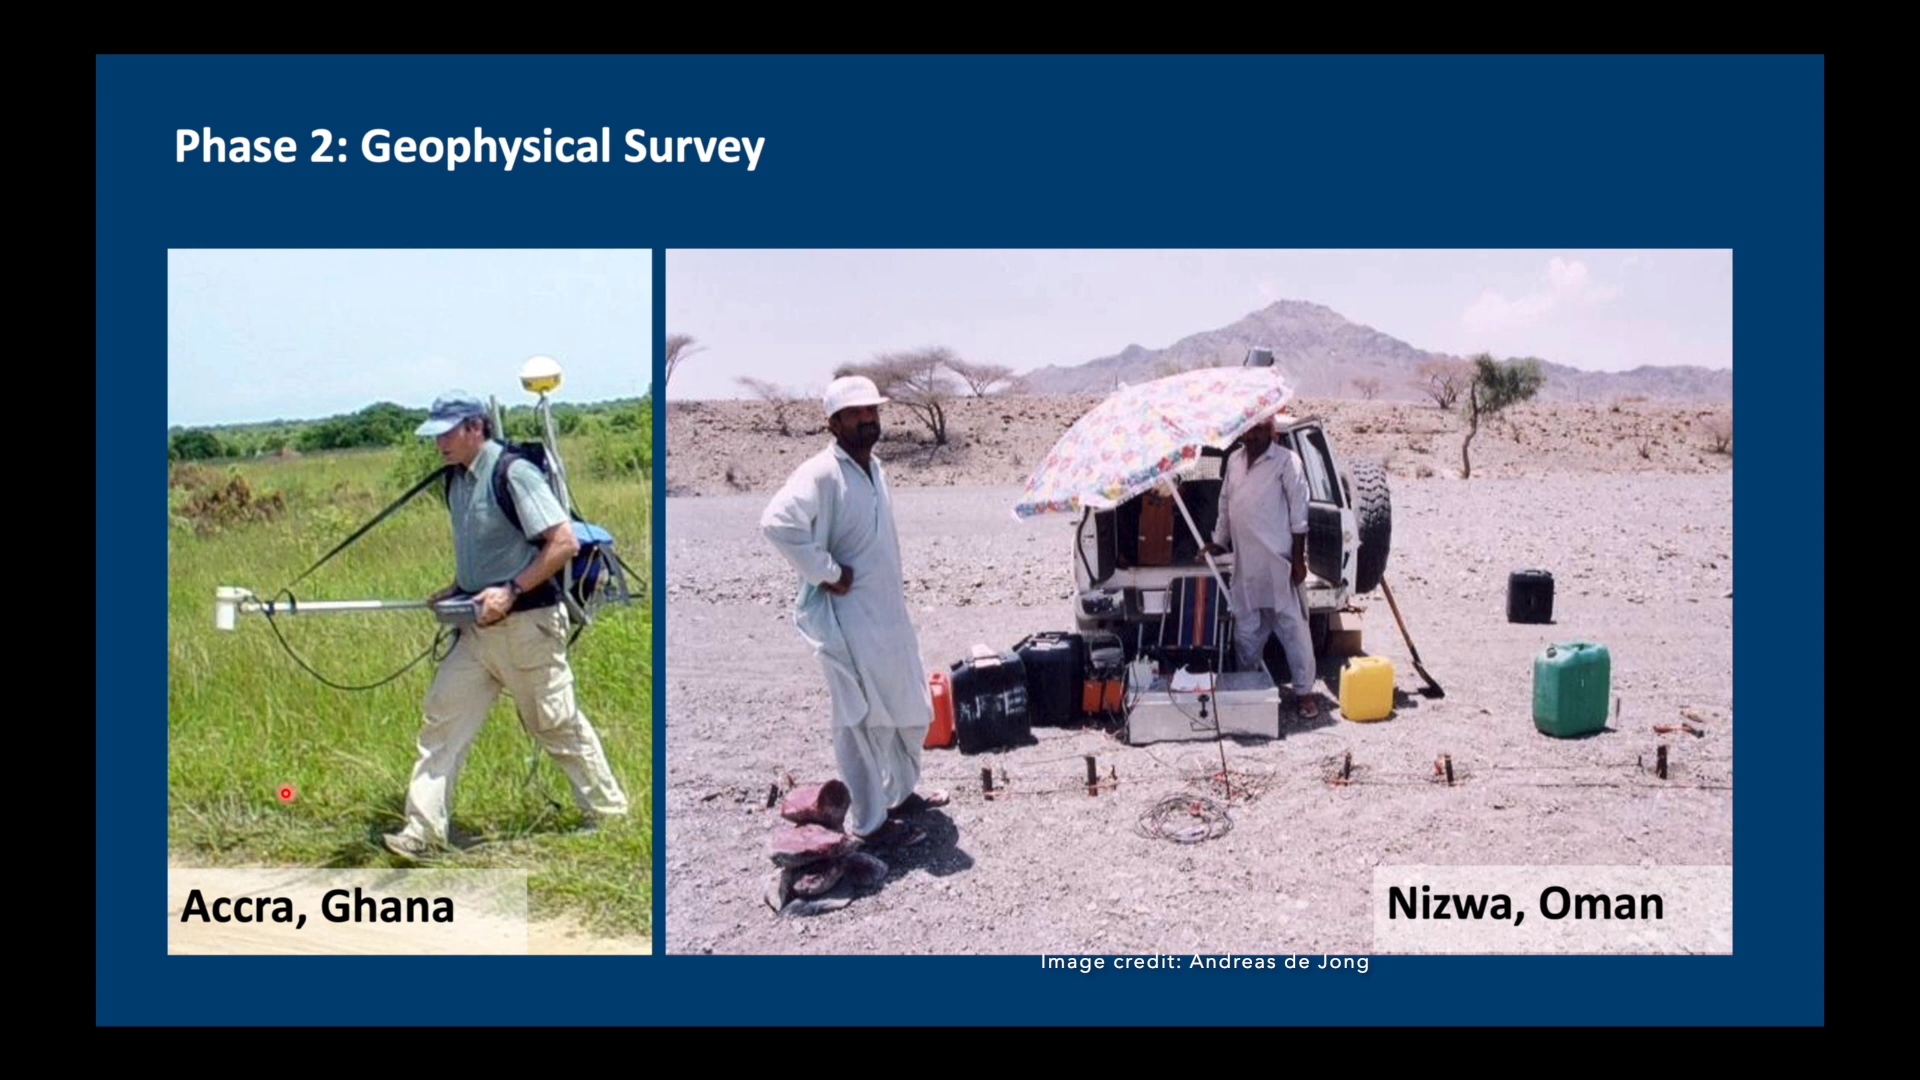 Phase 2: Geophysical Survey
Accra, Ghana
Nizwa, Oman
Image credit: Andreas de Jong